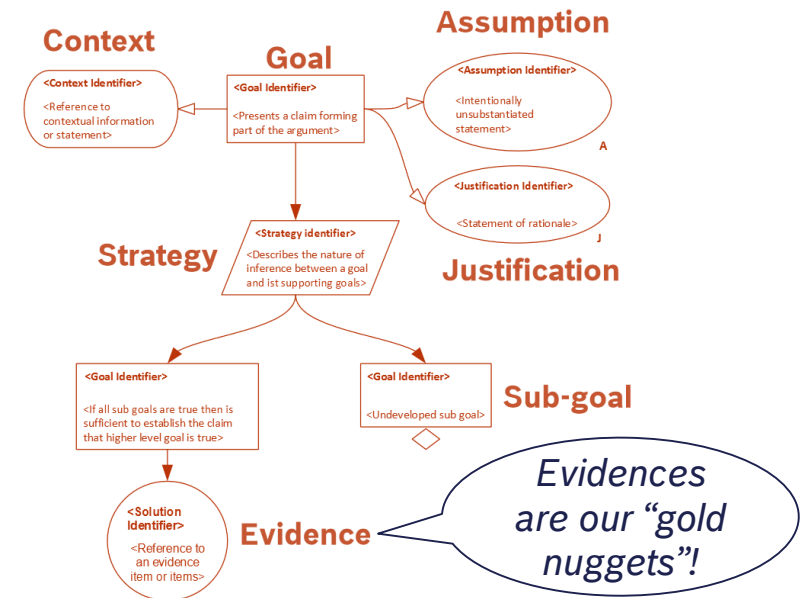 Assumption
Context
Goal
<Context Identifier>
<Reference to
contextual information
or statement>
<Goal Identifier>
<Presents a claim forming
part of the argument>
<Assumption Identifier>
<Intentionally
unsubstantiated
statement>
A
<Justification Identifier>
<Statement of rationale>
J
Justification
Strategy
<Strategy identifier>
<Describes the nature of
inference between a goal
and ist supporting goals>
<Goal Identifier>
<If all sub goals are true then is
sufficient to establish the claim
that higher level goal is true>
<Goal Identifier>
<Undeveloped sub goal>
Sub-goal
<Solution
Identifier>
<Reference to
an evidence
item or items>
Evidence
Evidences
are our “gold
nuggets”!